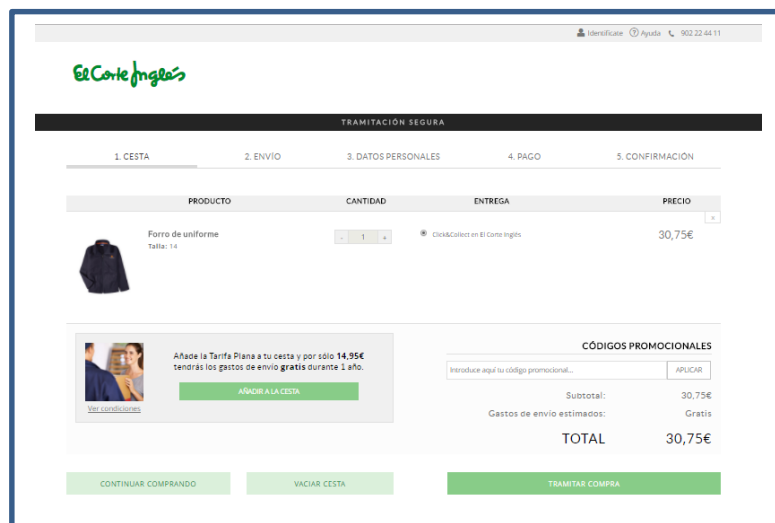 Identifícate ? Ayuda 902 22 44 11
El Corte Inglés
TRAMITACIÓN SEGURA
1. CESTA 2. ENVÍO 3. DATOS PERSONALES 4. PAGO 5. CONFIRMACIÓN
PRODUCTO CANTIDAD ENTREGA PRECIO
x
Forro de uniforme - 1 + Click&Collect en El Corte Inglés 30,75€
Talla: 14
CÓDIGOS PROMOCIONALES
Añade la Tarifa Plana a tu cesta y por sólo 14,95€
tendrás los gastos de envío gratis durante 1 año.
Introduce aquí tu código promocional... APLICAR
AÑADIR A LA CESTA
Subtotal: 30,75€
Ver condiciones
Gastos de envío estimados: Gratis
TOTAL 30,75€
CONTINUAR COMPRANDO VACIAR CESTA TRAMITAR COMPRA